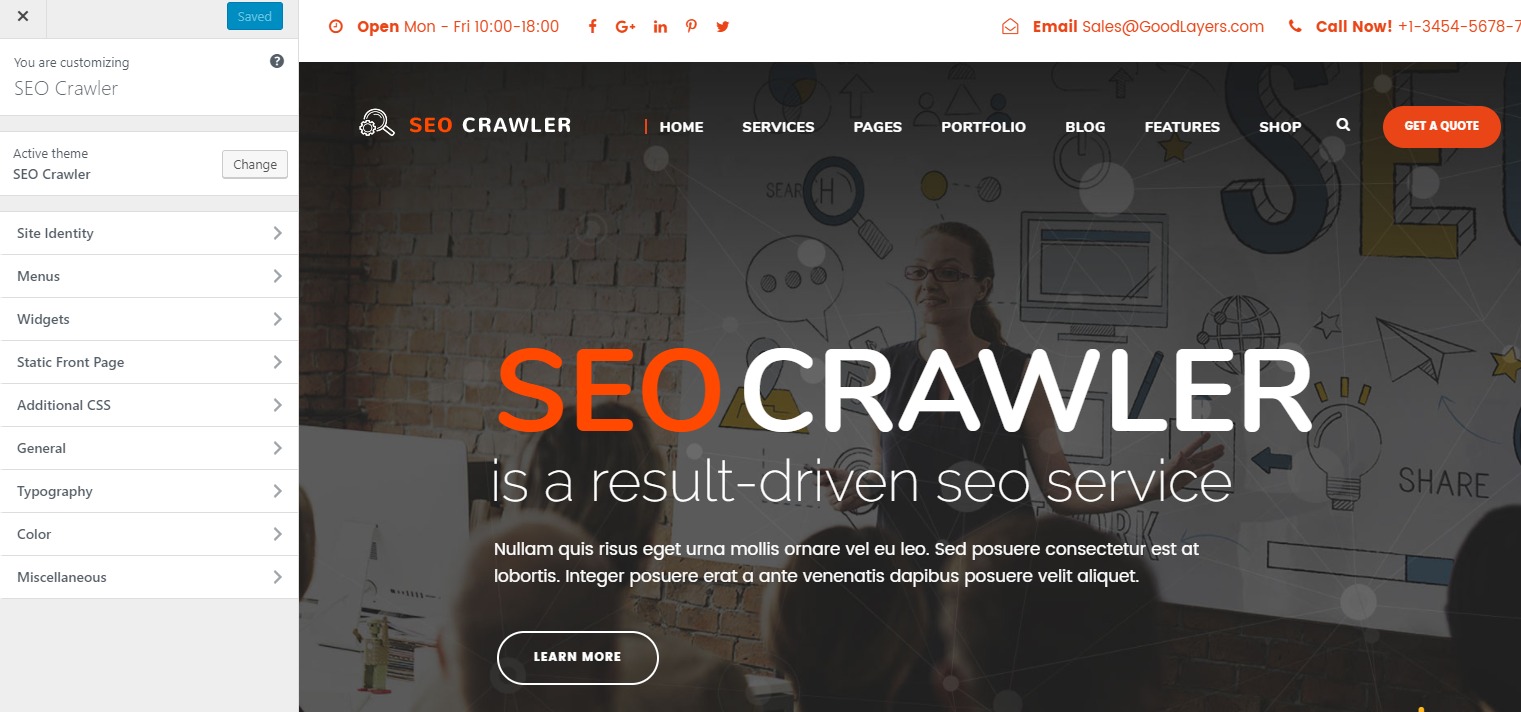 Saved
You are customizing
SEO Crawler
Active theme
SEO Crawler
Change
Site Identity
Menus
Widgets
Static Front Page
Additional CSS
General
Typography
Color
Miscellaneous
Open Mon - Fri 10:00-18:00
Email Sales@GoodLayers.com
Call Now! +1-3454-5678-7
SEO CRAWLER
HOME SERVICES PAGES PORTFOLIO BLOG FEATURES SHOP
GET A QUOTE
SEARCH
SEO
SEO CRAWLER
is a result-driven seo service
SHARE
Nullam quis risus eget urna mollis ornare vel eu leo. Sed posuere consectetur est at
lobortis. Integer posuere erat a ante venenatis dapibus posuere velit aliquet.
LEARN MORE